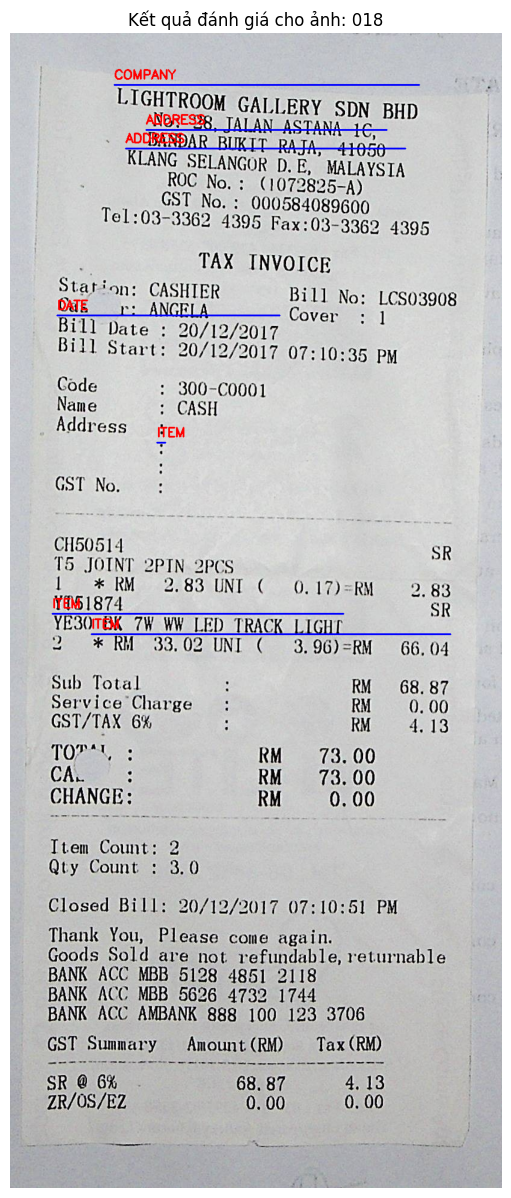 Kết quả đánh giá cho ảnh: 018
COMPANY
LIGHTROOM GALLERY SDN BHD
ADDRESS
No: 38, JALAN ASTANA 1C,
ADDRESS
BANDAR BUKIT RAJA, 41050
KLANG SELANGOR D.E, MALAYSIA
ROC No.: (1072825-A)
GST No.: 000584089600
Tel:03-3362 4395 Fax:03-3362 4395
TAX INVOICE
Station: CASHIER Bill No: LCS03908
DATE
r: ANGELA Cover : 1
Bill Date : 20/12/2017
Bill Start: 20/12/2017 07:10:35 PM
Code : 300-C0001
Name : CASH
Address :
ITEM
:
:
GST No. :
CH50514 SR
T5 JOINT 2PIN 2PCS
1 * RM 2.83 UNI ( 0.17)=RM 2.83
ITEM
YT51874 SR
ITEM
YE30 BK 7W WW LED TRACK LIGHT
2 * RM 33.02 UNI ( 3.96)=RM 66.04
Sub Total : RM 68.87
Service Charge : RM 0.00
GST/TAX 6% : RM 4.13
TOTAL : RM 73.00
: RM 73.00
CHANGE: RM 0.00
Item Count: 2
Qty Count : 3.0
Closed Bill: 20/12/2017 07:10:51 PM
Thank You, Please come again.
Goods Sold are not refundable,returnable
BANK ACC MBB 5128 4851 2118
BANK ACC MBB 5626 4732 1744
BANK ACC AMBANK 888 100 123 3706
GST Summary Amount(RM) Tax(RM)
SR @ 6% 68.87 4.13
ZR/OS/EZ 0.00 0.00